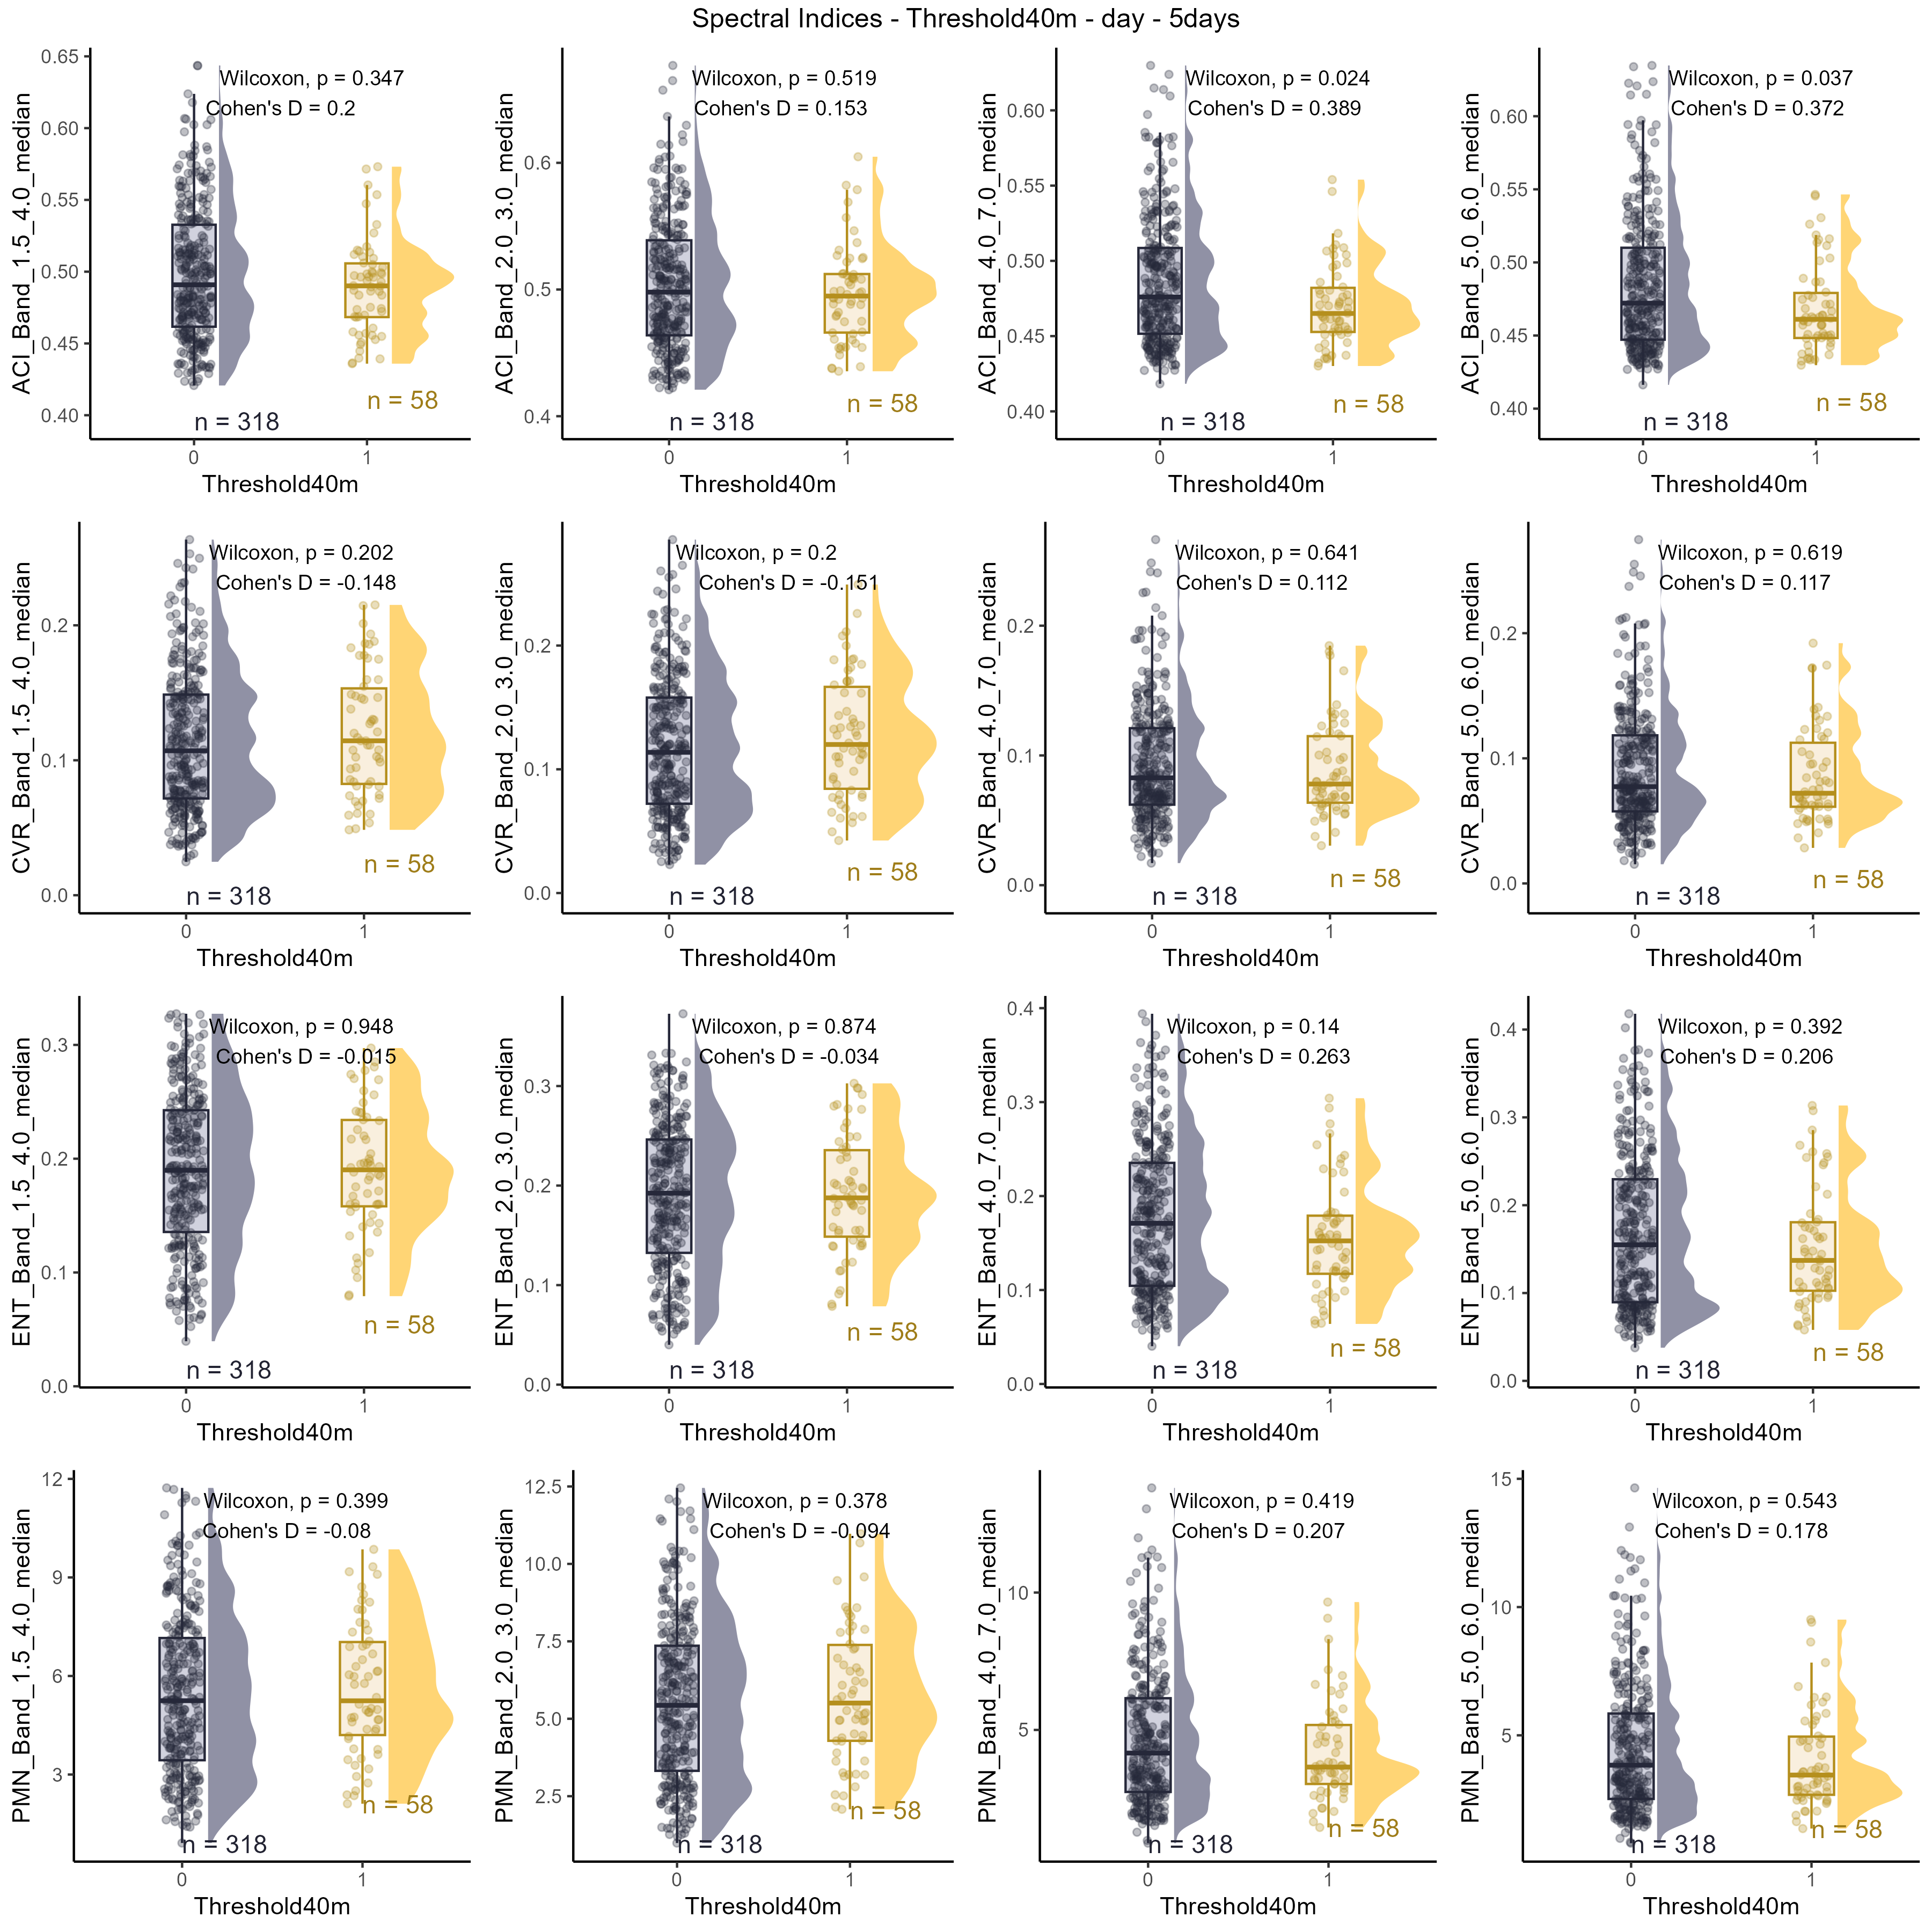 Spectral Indices - Threshold40m - day - 5days
ACI_Band_1.5_4.0_median
0.65
0.60
0.55
0.50
0.45
0.40
Wilcoxon, p = 0.347
Cohen's D = 0.2
n = 318
n = 58
0
1
Threshold40m
ACI_Band_2.0_3.0_median
0.6
0.5
0.4
Wilcoxon, p = 0.519
Cohen's D = 0.153
n = 318
n = 58
0
1
Threshold40m
ACI_Band_4.0_7.0_median
0.60
0.55
0.50
0.45
0.40
Wilcoxon, p = 0.024
Cohen's D = 0.389
n = 318
n = 58
0
1
Threshold40m
ACI_Band_5.0_6.0_median
0.60
0.55
0.50
0.45
0.40
Wilcoxon, p = 0.037
Cohen's D = 0.372
n = 318
n = 58
0
1
Threshold40m
CVR_Band_1.5_4.0_median
0.2
0.1
0.0
Wilcoxon, p = 0.202
Cohen's D = -0.148
n = 318
n = 58
0
1
Threshold40m
CVR_Band_2.0_3.0_median
0.2
0.1
0.0
Wilcoxon, p = 0.2
Cohen's D = -0.151
n = 318
n = 58
0
1
Threshold40m
CVR_Band_4.0_7.0_median
0.2
0.1
0.0
Wilcoxon, p = 0.641
Cohen's D = 0.112
n = 318
n = 58
0
1
Threshold40m
CVR_Band_5.0_6.0_median
0.2
0.1
0.0
Wilcoxon, p = 0.619
Cohen's D = 0.117
n = 318
n = 58
0
1
Threshold40m
ENT_Band_1.5_4.0_median
0.3
0.2
0.1
0.0
Wilcoxon, p = 0.948
Cohen's D = -0.015
n = 318
n = 58
0
1
Threshold40m
ENT_Band_2.0_3.0_median
0.3
0.2
0.1
0.0
Wilcoxon, p = 0.874
Cohen's D = -0.034
n = 318
n = 58
0
1
Threshold40m
ENT_Band_4.0_7.0_median
0.4
0.3
0.2
0.1
0.0
Wilcoxon, p = 0.14
Cohen's D = 0.263
n = 318
n = 58
0
1
Threshold40m
ENT_Band_5.0_6.0_median
0.4
0.3
0.2
0.1
0.0
Wilcoxon, p = 0.392
Cohen's D = 0.206
n = 318
n = 58
0
1
Threshold40m
PMN_Band_1.5_4.0_median
12
9
6
3
Wilcoxon, p = 0.399
Cohen's D = -0.08
n = 318
n = 58
0
1
Threshold40m
PMN_Band_2.0_3.0_median
12.5
10.0
7.5
5.0
2.5
Wilcoxon, p = 0.378
Cohen's D = -0.094
n = 318
n = 58
0
1
Threshold40m
PMN_Band_4.0_7.0_median
10
5
Wilcoxon, p = 0.419
Cohen's D = 0.207
n = 318
n = 58
0
1
Threshold40m
PMN_Band_5.0_6.0_median
15
10
5
Wilcoxon, p = 0.543
Cohen's D = 0.178
n = 318
n = 58
0
1
Threshold40m